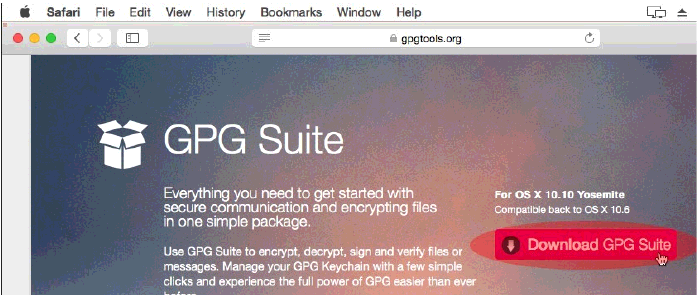 Safari File Edit View History Bookmarks Window Help
gpgtools.org
GPG Suite
Everything you need to get started with
secure communication and encrypting files
in one simple package.
For OS X 10.10 Yosemite
Compatible back to OS X 10.6
Download GPG Suite
Use GPG Suite to encrypt, decrypt, sign and verify files or
messages. Manage your GPG Keychain with a few simple
clicks and experience the full power of GPG easier than ever